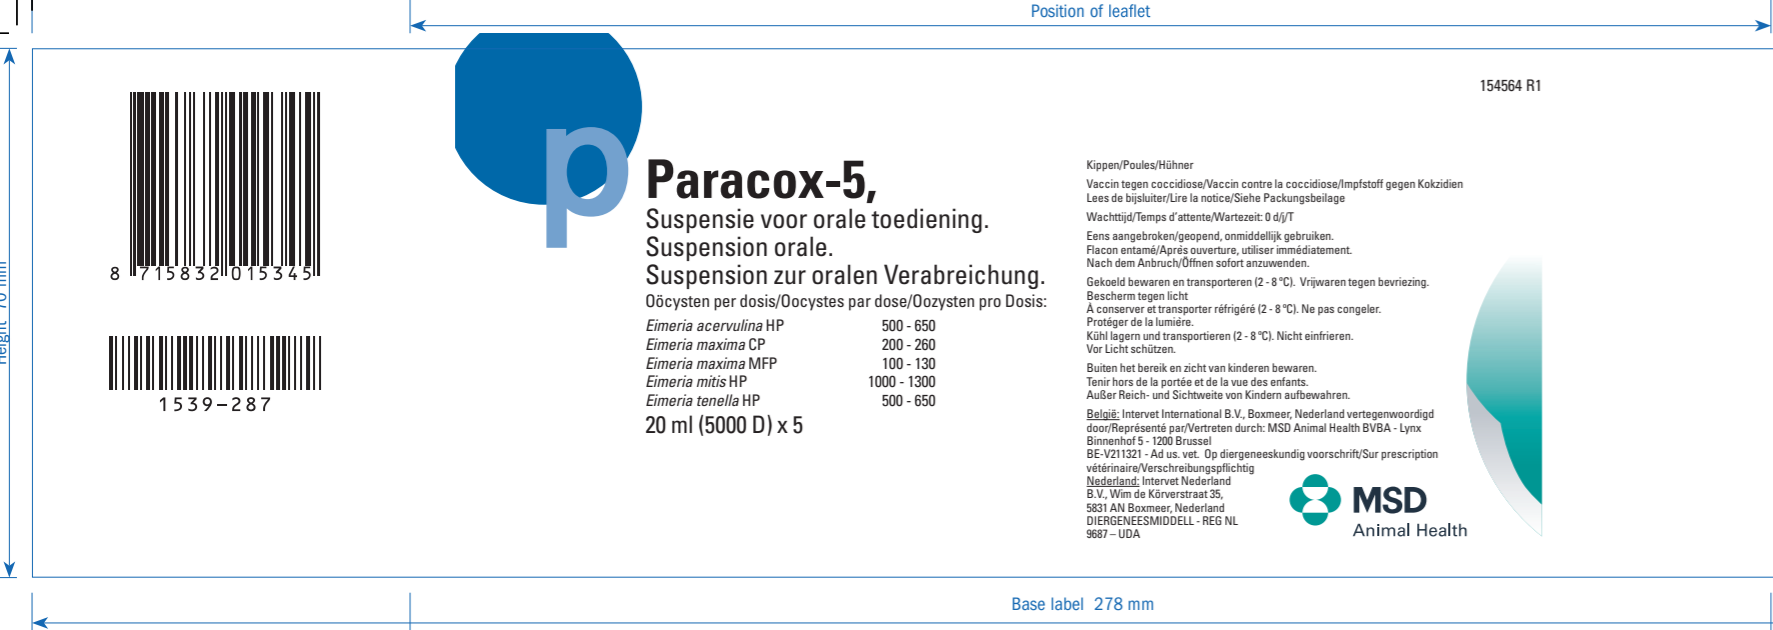 Position of leaflet
154564 R1
Height 70 mm
8 715832 015345
1539-287
p
Paracox-5,
Suspensie voor orale toediening.
Suspension orale.
Suspension zur oralen Verabreichung.
Oöcysten per dosis/Oocystes par dose/Oozysten pro Dosis:
Eimeria acervulina HP 500 - 650
Eimeria maxima CP 200 - 260
Eimeria maxima MFP 100 - 130
Eimeria mitis HP 1000 - 1300
Eimeria tenella HP 500 - 650
20 ml (5000 D) x 5
Kippen/Poules/Hühner
Vaccin tegen coccidiose/Vaccin contre la coccidiose/Impfstoff gegen Kokzidien
Lees de bijsluiter/Lire la notice/Siehe Packungsbeilage
Wachttijd/Temps d'attente/Wartezeit: 0 d/j/T
Eens aangebroken/geopend, onmiddellijk gebruiken.
Flacon entamé/Aprés ouverture, utiliser immédiatement.
Nach dem Anbruch/Öffnen sofort anzuwenden.
Gekoeld bewaren en transporteren (2 - 8 ºC). Vrijwaren tegen bevriezing.
Bescherm tegen licht
À conserver et transporter réfrigéré (2 - 8 ºC). Ne pas congeler.
Protéger de la lumière.
Kühl lagern und transportieren (2 - 8 ºC). Nicht einfrieren.
Vor Licht schützen.
Buiten het bereik en zicht van kinderen bewaren.
Tenir hors de la portée et de la vue des enfants.
Außer Reich- und Sichtweite von Kindern aufbewahren.
België: Intervet International B.V., Boxmeer, Nederland vertegenwoordigd
door/Représenté par/Vertreten durch: MSD Animal Health BVBA - Lynx
Binnenhof 5 - 1200 Brussel
BE-V211321 - Ad us. vet. Op diergeneeskundig voorschrift/Sur prescription
vétérinaire/Verschreibungspflichtig
Nederland: Intervet Nederland
B.V., Wim de Körverstraat 35,
5831 AN Boxmeer, Nederland
DIERGENEESMIDDELL - REG NL
9687 – UDA
MSD
Animal Health
Base label 278 mm